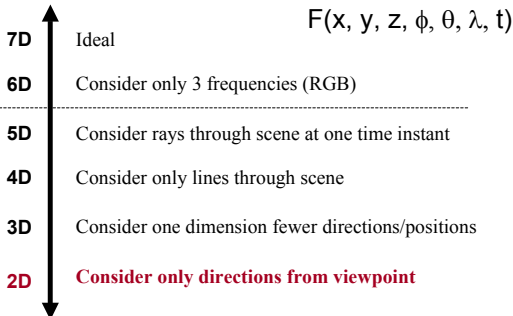 F(x, y, z, ϕ, θ, λ, t)
7D Ideal
6D Consider only 3 frequencies (RGB)
5D Consider rays through scene at one time instant
4D Consider only lines through scene
3D Consider one dimension fewer directions/positions
2D Consider only directions from viewpoint